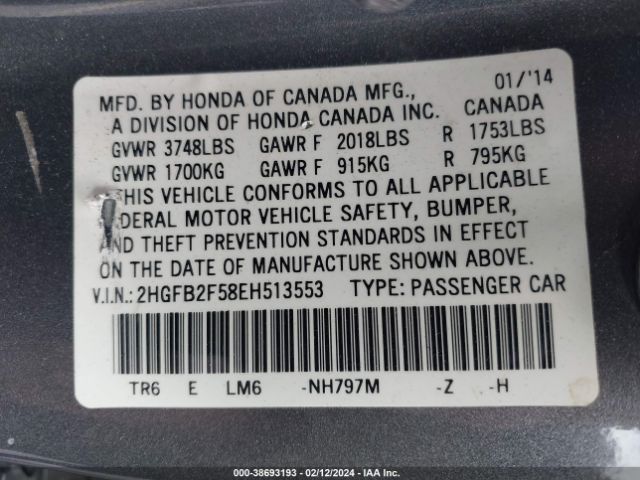 01/'14
MFD. BY HONDA OF CANADA MFG.,
A DIVISION OF HONDA CANADA INC. CANADA
GVWR 3748LBS GAWR F 2018LBS R 1753LBS
GVWR 1700KG GAWR F 915KG R 795KG
THIS VEHICLE CONFORMS TO ALL APPLICABLE
DERAL MOTOR VEHICLE SAFETY, BUMPER,
AND THEFT PREVENTION STANDARDS IN EFFECT
ON THE DATE OF MANUFACTURE SHOWN ABOVE.
V.I.N.: 2HGFB2F58EH513553 TYPE: PASSENGER CAR
TR6 E LM6 -NH797M -Z -H
000-38693193 - 02/12/2024 - IAA Inc.